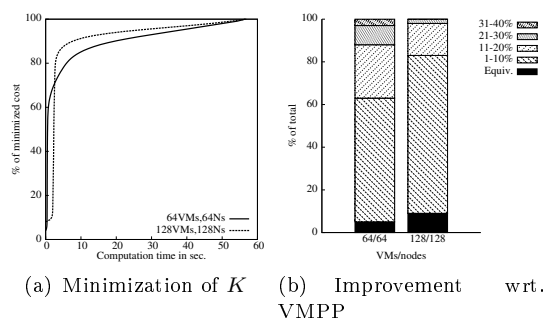 100
80
60
40
20
0
% of minimized cost
64VMs,64Ns
128VMs,128Ns
0 10 20 30 40 50 60
Computation time in sec.
(a) Minimization of K
100
80
60
40
20
0
% of total
31-40%
21-30%
11-20%
1-10%
Equiv.
64/64 128/128
VMs/nodes
(b) Improvement wrt.
VMPP